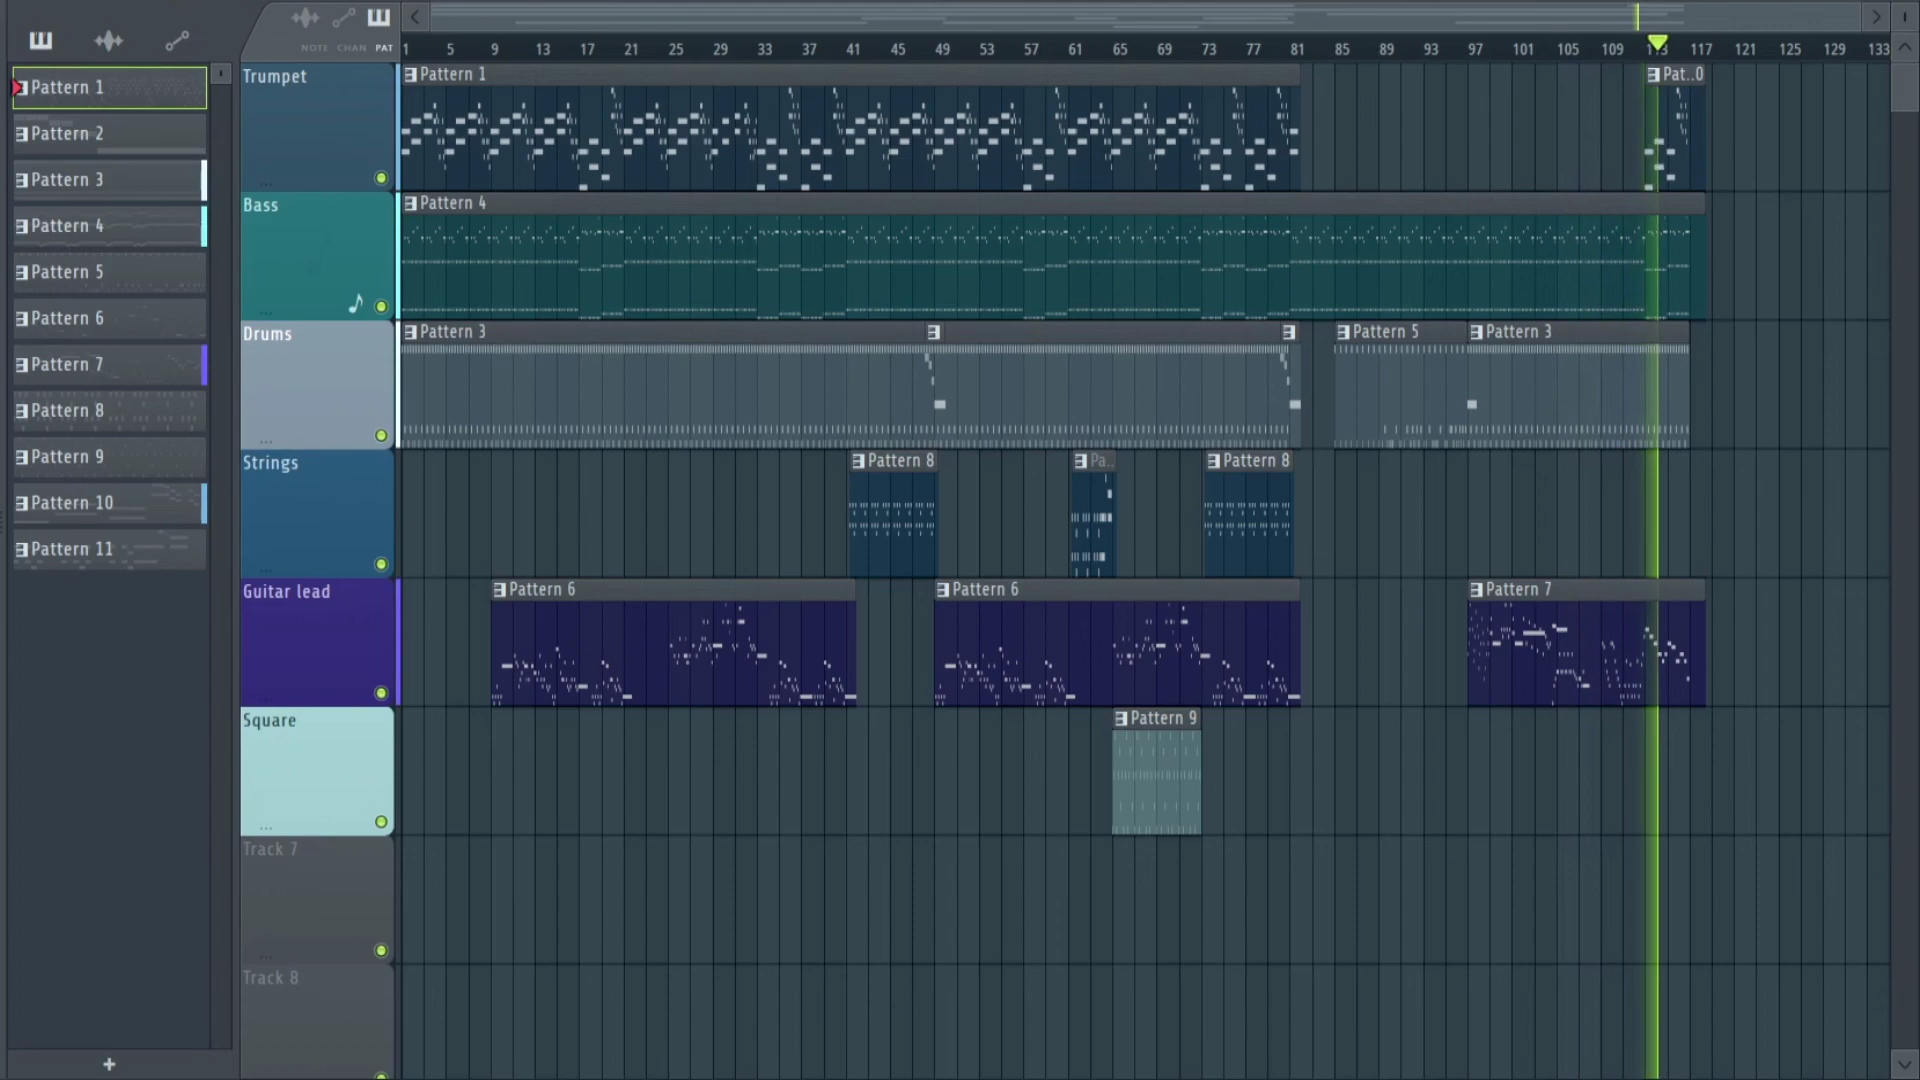 NOTE CHAN PAT
1 5 9 13 17 21 25 29 33 37 41 45 49 53 57 61 65 69 73 77 81 85 89 93 97 101 105 109 113 117 121 125 129 133
Pattern 1
Pattern 2
Pattern 3
Pattern 4
Pattern 5
Pattern 6
Pattern 7
Pattern 8
Pattern 9
Pattern 10
Pattern 11
+
Trumpet
Pattern 1 Pat..0
...
Bass
Pattern 4
...
Drums
Pattern 3 Pattern 5 Pattern 3
...
Strings
Pattern 8 Pa.. Pattern 8
...
Guitar lead
Pattern 6 Pattern 6 Pattern 7
...
Square
Pattern 9
...
Track 7
...
Track 8